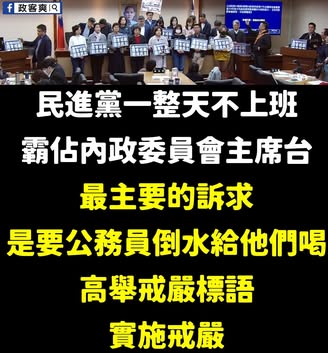 政客爽
民進黨一整天不上班
霸佔內政委員會主席台
最主要的訴求
是要公務員倒水給他們喝
高舉戒嚴標語
實施戒嚴